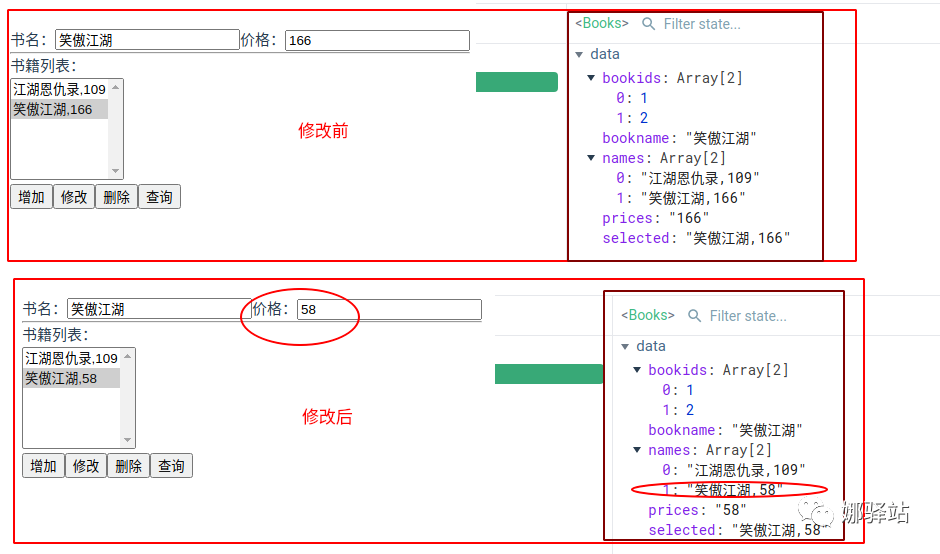 书名： 笑傲江湖 价格： 166
书籍列表：
江湖恩仇录,109
笑傲江湖,166
修改前
增加 修改 删除 查询
<Books> Filter state...
data
bookids: Array[2]
0: 1
1: 2
bookname: "笑傲江湖"
names: Array[2]
0: "江湖恩仇录,109"
1: "笑傲江湖,166"
prices: "166"
selected: "笑傲江湖,166"
书名： 笑傲江湖 价格： 58
书籍列表：
江湖恩仇录,109
笑傲江湖,58
修改后
增加 修改 删除 查询
<Books> Filter state...
data
bookids: Array[2]
0: 1
1: 2
bookname: "笑傲江湖"
names: Array[2]
0: "江湖恩仇录,109"
1: "笑傲江湖,58"
prices: "58"
selected: "笑傲江湖,58"
娜驿站